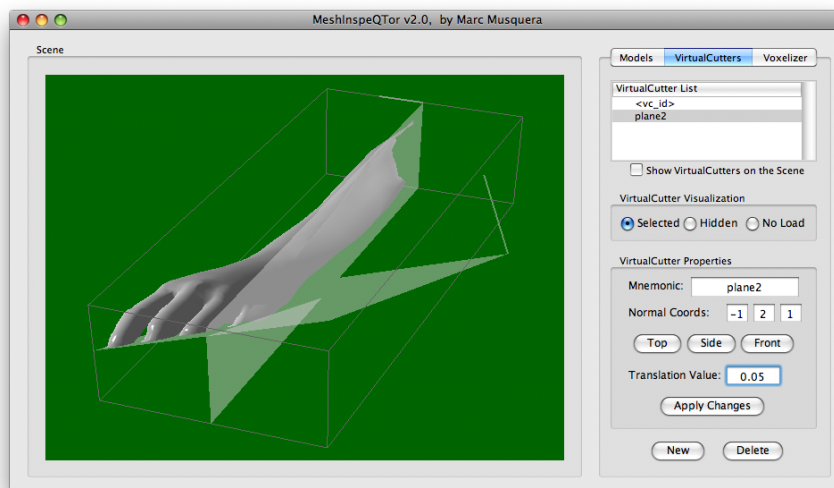 MeshInspeQTor v2.0, by Marc Musquera
Scene
Models VirtualCutters Voxelizer
VirtualCutter List
<vc_id>
plane2
Show VirtualCutters on the Scene
VirtualCutter Visualization
Selected Hidden No Load
VirtualCutter Properties
Mnemonic: plane2
Normal Coords: -1 2 1
Top Side Front
Translation Value: 0.05
Apply Changes
New Delete